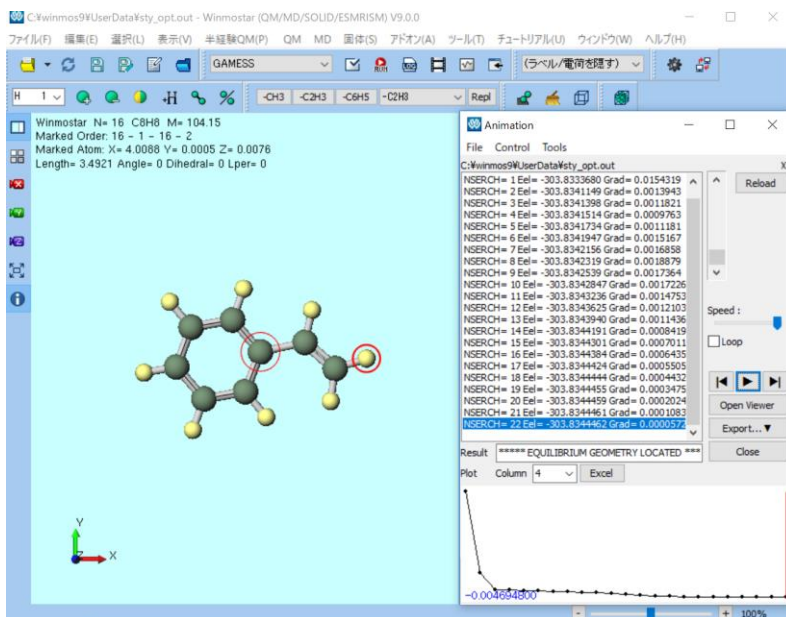 C:¥winmos9¥UserData¥sty_opt.out - Winmostar (QM/MD/SOLID/ESMRISM) V9.0.0
ファイル(F) 編集(E) 選択(L) 表示(V) 半経験QM(P) QM MD 固体(S) アドオン(A) ツール(T) チュートリアル(U) ウィンドウ(W) ヘルプ(H)
GAMESS (ラベル/電荷を隠す)
H 1 -H -CH3 -C2H3 -C6H5 -C2H3 Repl
Winmostar N= 16 C8H8 M= 104.15
Marked Order: 16 - 1 - 16 - 2
Marked Atom: X= 4.0088 Y= 0.0005 Z= 0.0076
Length= 3.4921 Angle= 0 Dihedral= 0 Lper= 0
Y
Z
X
Animation
File Control Tools
C:¥winmos9¥UserData¥sty_opt.out X
NSERCH= 1 Eel= -303.8333680 Grad= 0.0154319
NSERCH= 2 Eel= -303.8341149 Grad= 0.0013943
NSERCH= 3 Eel= -303.8341398 Grad= 0.0011821
NSERCH= 4 Eel= -303.8341514 Grad= 0.0009763
NSERCH= 5 Eel= -303.8341734 Grad= 0.0011181
NSERCH= 6 Eel= -303.8341947 Grad= 0.0015167
NSERCH= 7 Eel= -303.8342156 Grad= 0.0016858
NSERCH= 8 Eel= -303.8342319 Grad= 0.0018879
NSERCH= 9 Eel= -303.8342539 Grad= 0.0017364
NSERCH= 10 Eel= -303.8342847 Grad= 0.0017226
NSERCH= 11 Eel= -303.8343236 Grad= 0.0014753
NSERCH= 12 Eel= -303.8343625 Grad= 0.0012103
NSERCH= 13 Eel= -303.8343940 Grad= 0.0011436
NSERCH= 14 Eel= -303.8344191 Grad= 0.0008419
NSERCH= 15 Eel= -303.8344301 Grad= 0.0007011
NSERCH= 16 Eel= -303.8344384 Grad= 0.0006435
NSERCH= 17 Eel= -303.8344424 Grad= 0.0005505
NSERCH= 18 Eel= -303.8344444 Grad= 0.0004432
NSERCH= 19 Eel= -303.8344455 Grad= 0.0003475
NSERCH= 20 Eel= -303.8344459 Grad= 0.0002024
NSERCH= 21 Eel= -303.8344461 Grad= 0.0001083
NSERCH= 22 Eel= -303.8344462 Grad= 0.0000572
Reload
Speed :
Loop
Open Viewer
Export...▼
Close
Result ***** EQUILIBRIUM GEOMETRY LOCATED ***
Plot Column 4 Excel
-0.004694800
- + 100%